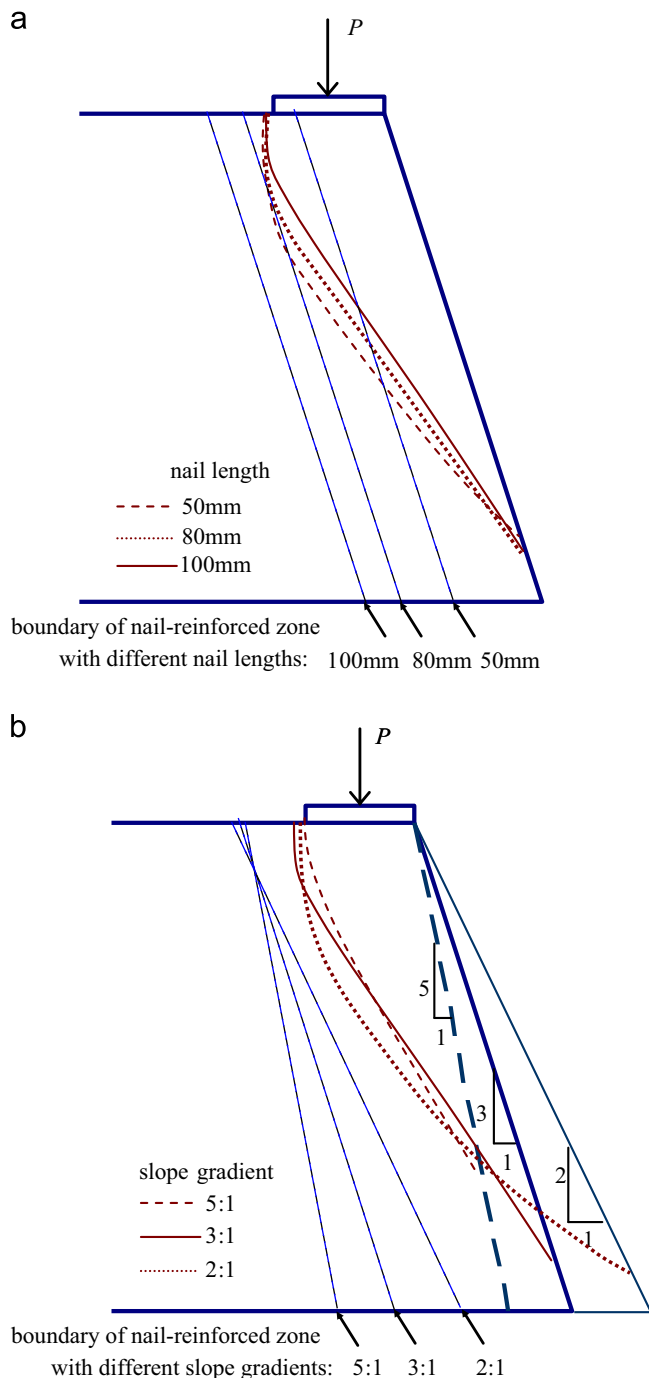 a
P
nail length
50mm
80mm
100mm
boundary of nail-reinforced zone
with different nail lengths: 100mm 80mm 50mm
b
P
5
1
3
1
2
1
slope gradient
5:1
3:1
2:1
boundary of nail-reinforced zone
with different slope gradients: 5:1 3:1 2:1